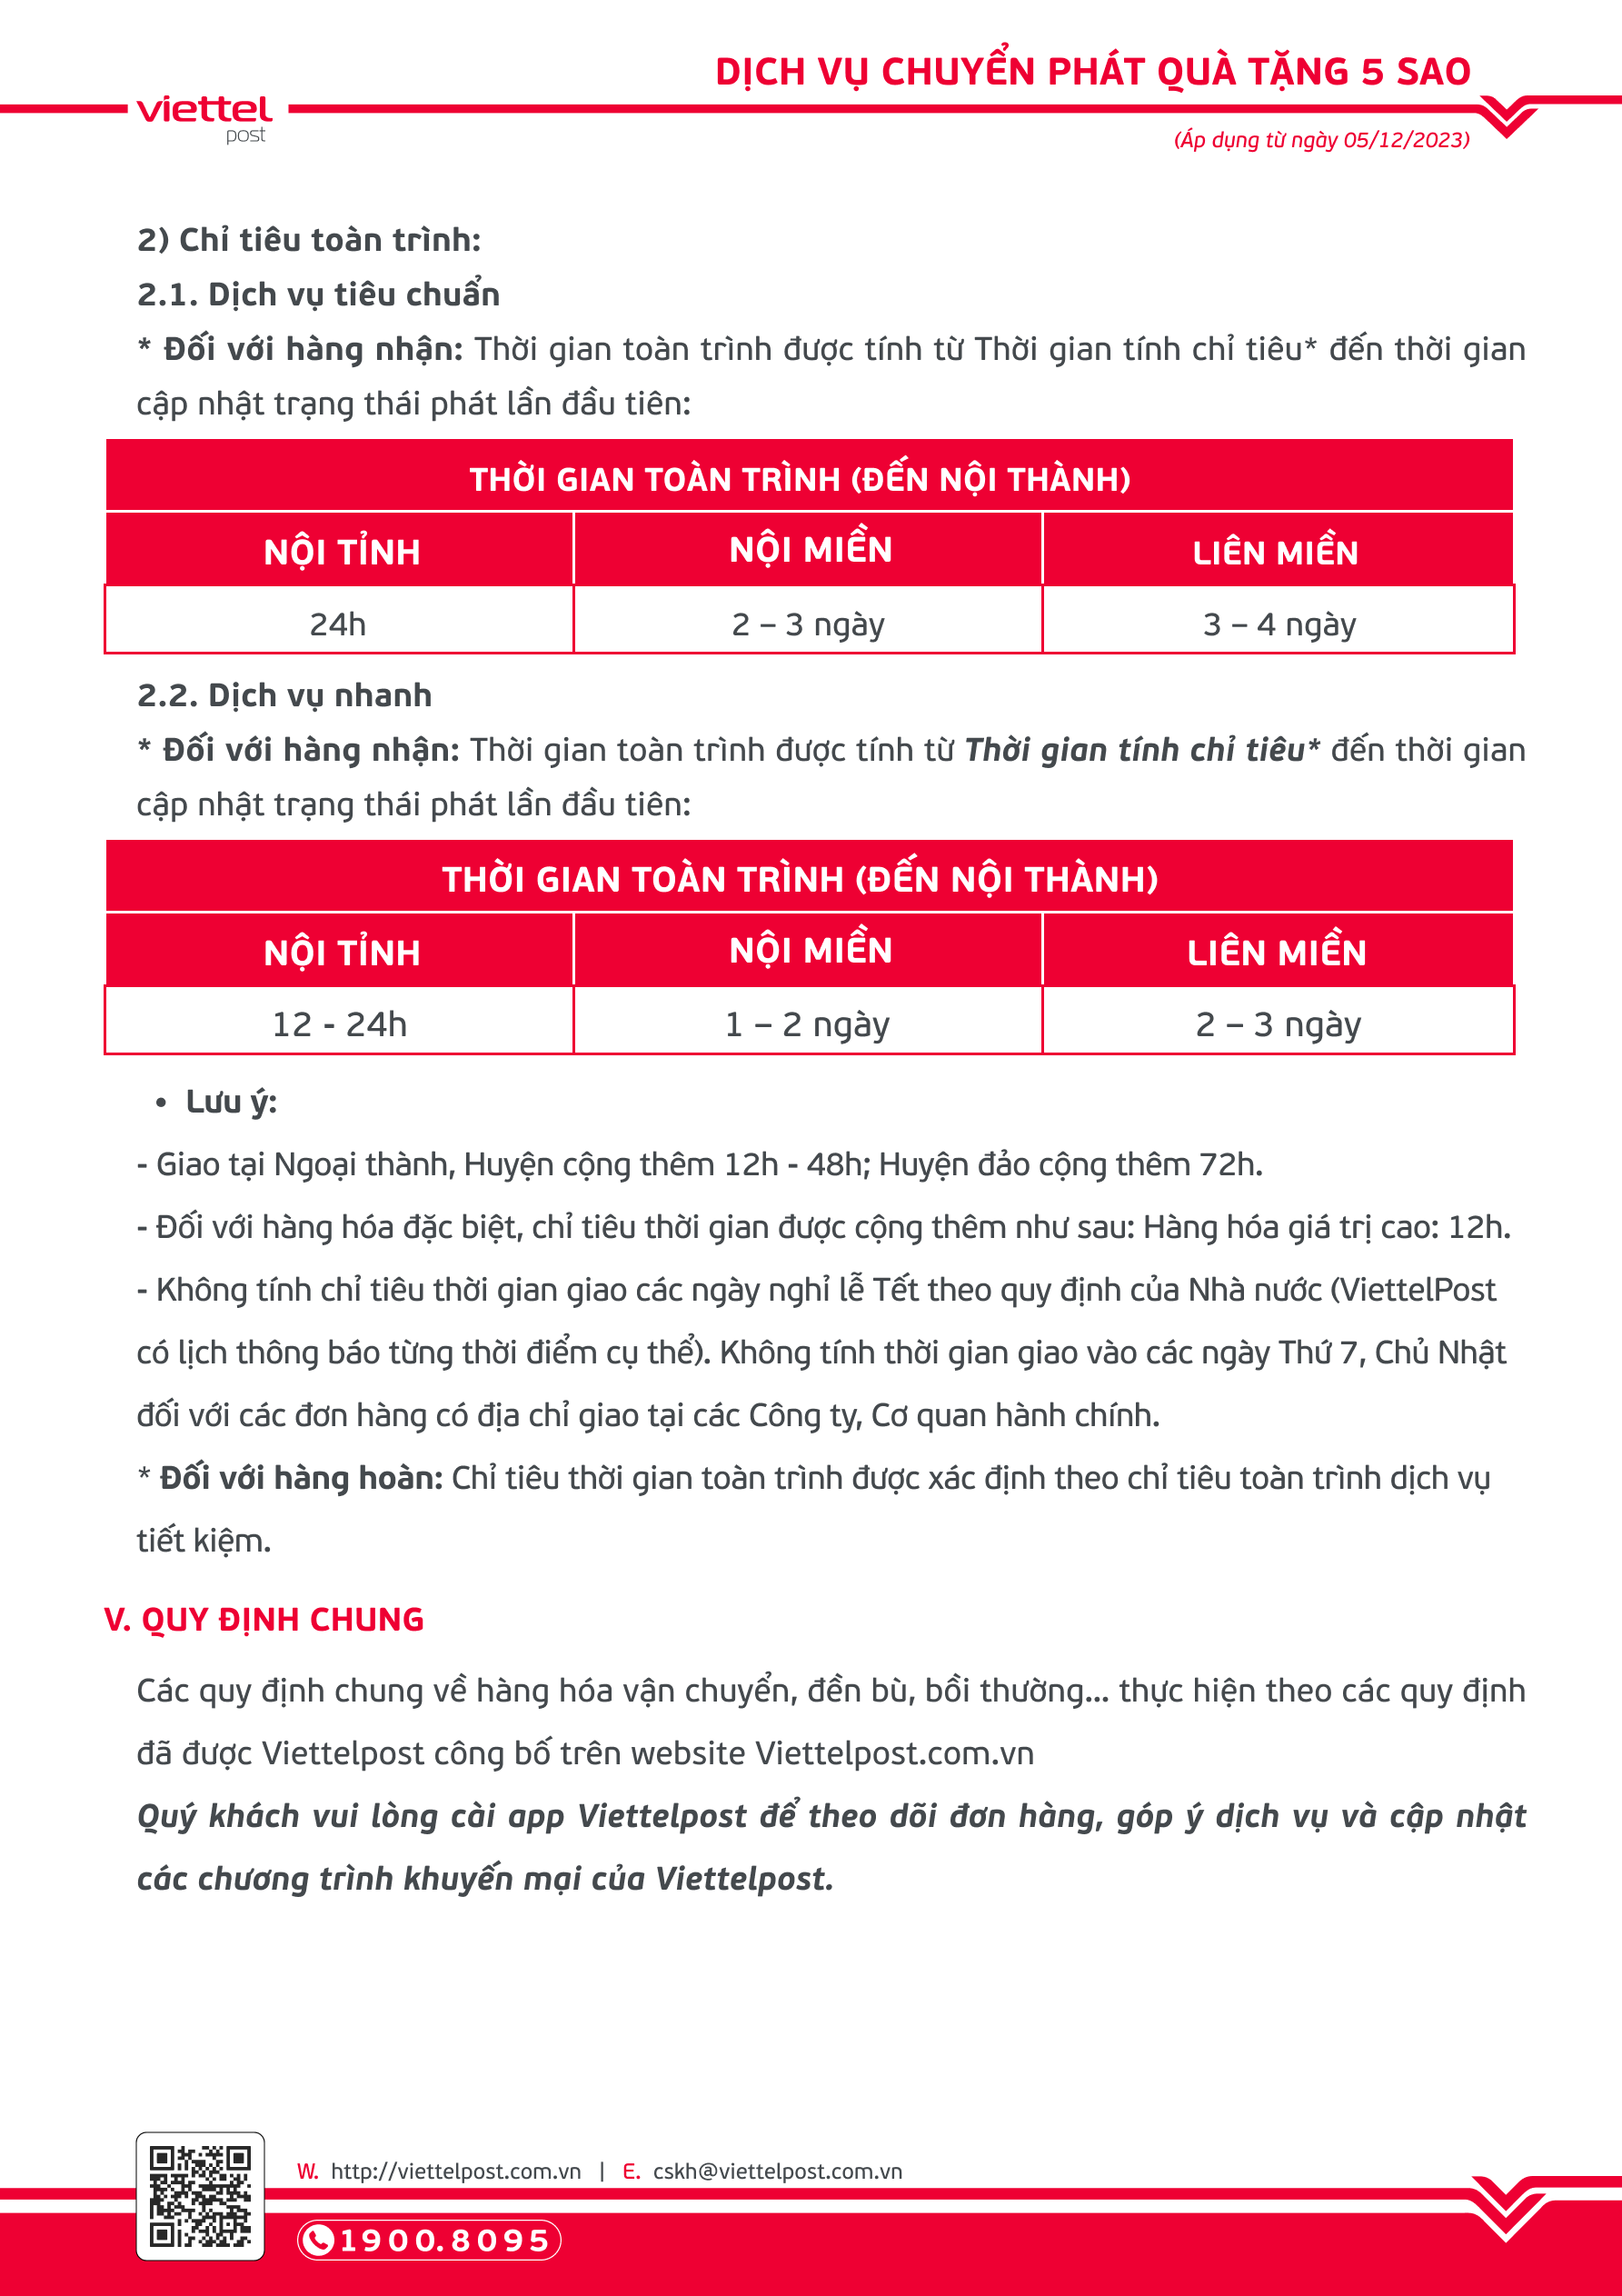 DỊCH VỤ CHUYỂN PHÁT QUÀ TẶNG 5 SAO
viettel
post
(Áp dụng từ ngày 05/12/2023)
2) Chỉ tiêu toàn trình:
2.1. Dịch vụ tiêu chuẩn
* Đối với hàng nhận: Thời gian toàn trình được tính từ Thời gian tính chỉ tiêu* đến thời gian
cập nhật trạng thái phát lần đầu tiên:
THỜI GIAN TOÀN TRÌNH (ĐẾN NỘI THÀNH)
NỘI TỈNH NỘI MIỀN LIÊN MIỀN
24h 2 – 3 ngày 3 – 4 ngày
2.2. Dịch vụ nhanh
* Đối với hàng nhận: Thời gian toàn trình được tính từ Thời gian tính chỉ tiêu* đến thời gian
cập nhật trạng thái phát lần đầu tiên:
THỜI GIAN TOÀN TRÌNH (ĐẾN NỘI THÀNH)
NỘI TỈNH NỘI MIỀN LIÊN MIỀN
12 - 24h 1 – 2 ngày 2 – 3 ngày
• Lưu ý:
- Giao tại Ngoại thành, Huyện cộng thêm 12h - 48h; Huyện đảo cộng thêm 72h.
- Đối với hàng hóa đặc biệt, chỉ tiêu thời gian được cộng thêm như sau: Hàng hóa giá trị cao: 12h.
- Không tính chỉ tiêu thời gian giao các ngày nghỉ lễ Tết theo quy định của Nhà nước (ViettelPost
có lịch thông báo từng thời điểm cụ thể). Không tính thời gian giao vào các ngày Thứ 7, Chủ Nhật
đối với các đơn hàng có địa chỉ giao tại các Công ty, Cơ quan hành chính.
* Đối với hàng hoàn: Chỉ tiêu thời gian toàn trình được xác định theo chỉ tiêu toàn trình dịch vụ
tiết kiệm.
V. QUY ĐỊNH CHUNG
Các quy định chung về hàng hóa vận chuyển, đền bù, bồi thường... thực hiện theo các quy định
đã được Viettelpost công bố trên website Viettelpost.com.vn
Quý khách vui lòng cài app Viettelpost để theo dõi đơn hàng, góp ý dịch vụ và cập nhật
các chương trình khuyến mại của Viettelpost.
W. http://viettelpost.com.vn | E. cskh@viettelpost.com.vn
1900.8095